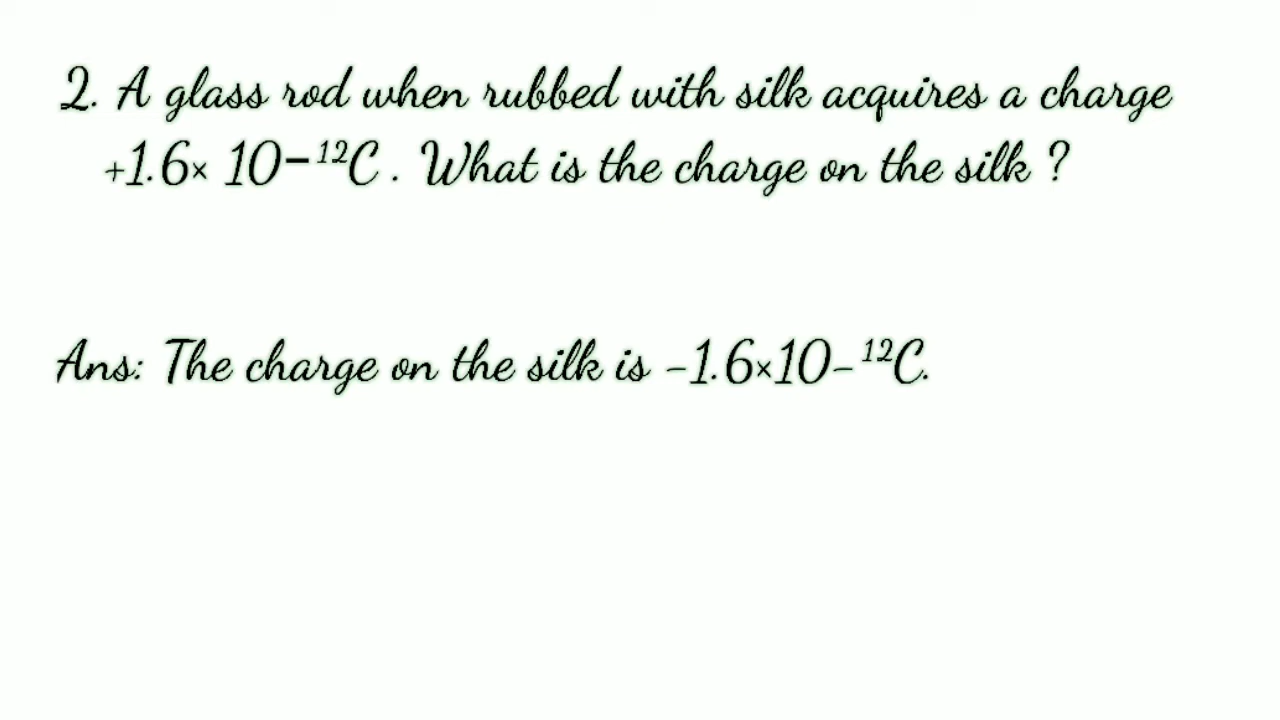 2. A glass rod when rubbed with silk acquires a charge
+1.6× 10−¹²C . What is the charge on the silk ?
Ans: The charge on the silk is -1.6×10-¹²C.